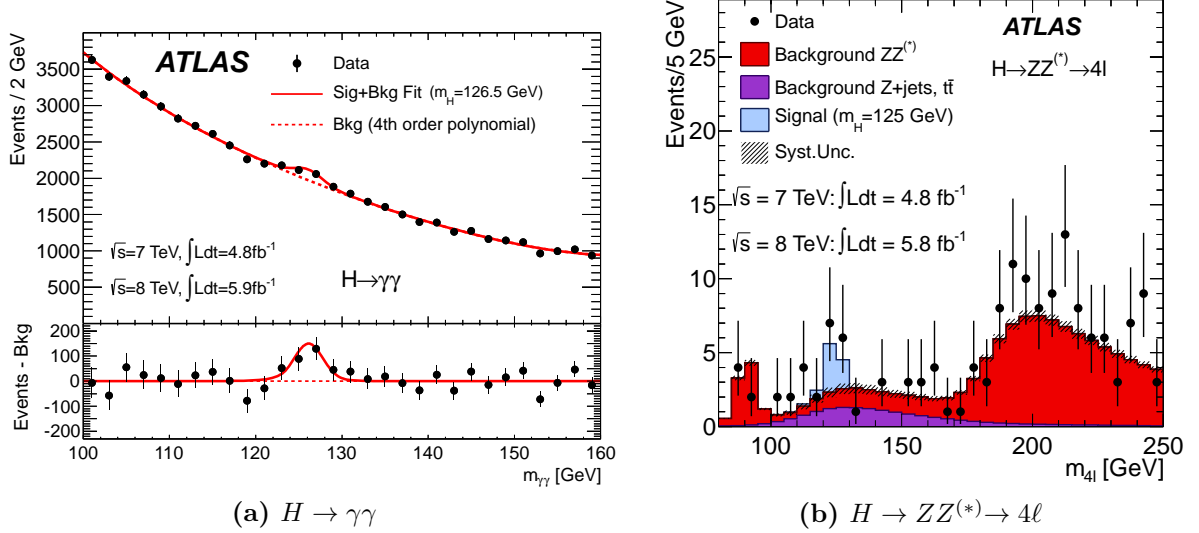 Events / 2 GeV
3500
3000
2500
2000
1500
1000
500
ATLAS
Data
Sig+Bkg Fit (m_H=126.5 GeV)
Bkg (4th order polynomial)
√s=7 TeV, ∫Ldt=4.8fb⁻¹
√s=8 TeV, ∫Ldt=5.9fb⁻¹
H→γγ
Events - Bkg
200
100
0
-100
-200
100 110 120 130 140 150 160
m_γγ [GeV]
(a) H → γγ
Events/5 GeV
25
20
15
10
5
0
Data
Background ZZ⁽*⁾
Background Z+jets, tt̄
Signal (m_H=125 GeV)
Syst.Unc.
ATLAS
H→ZZ⁽*⁾→4l
√s = 7 TeV: ∫Ldt = 4.8 fb⁻¹
√s = 8 TeV: ∫Ldt = 5.8 fb⁻¹
100 150 200 250
m_4l [GeV]
(b) H → ZZ⁽*⁾ → 4ℓ